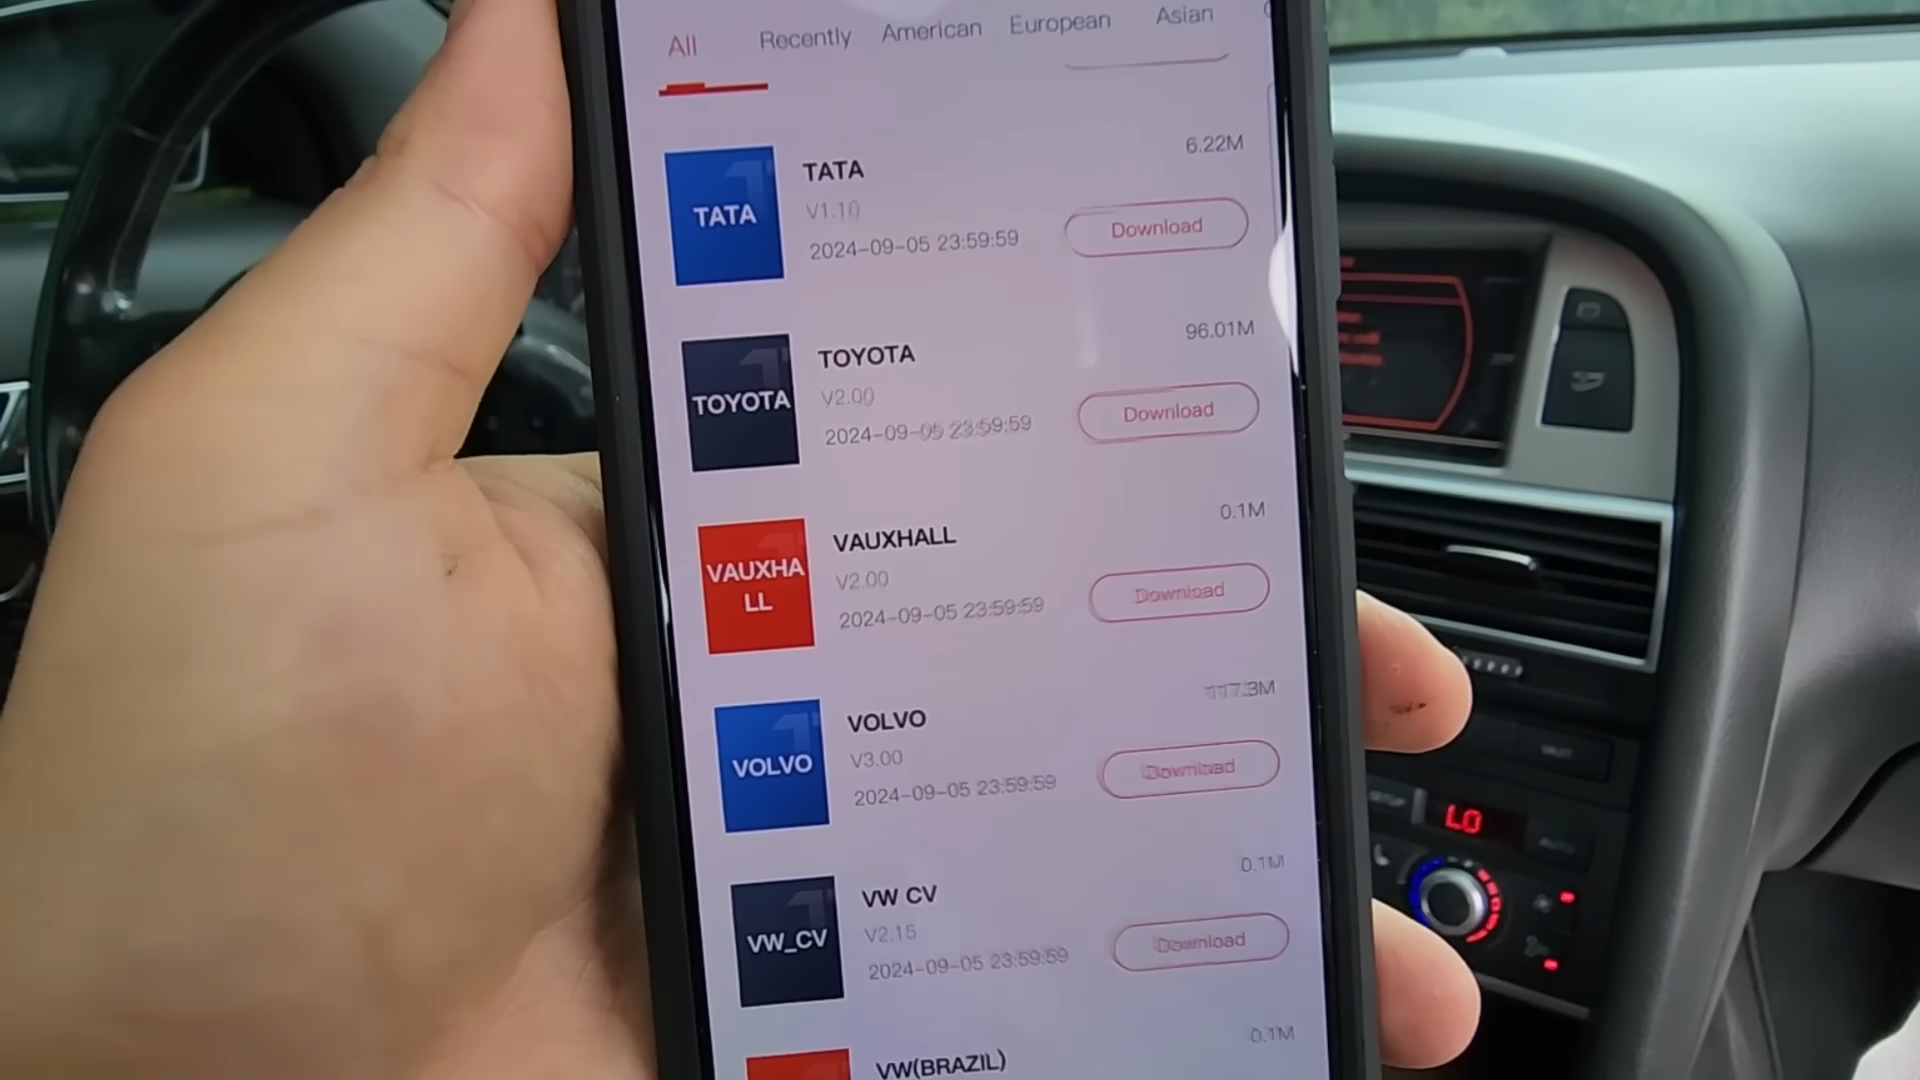 All Recently American European Asian
TATA
TATA
V1.10
2024-09-05 23:59:59
6.22M
Download
TOYOTA
TOYOTA
V2.00
2024-09-05 23:59:59
96.01M
Download
VAUXHA
LL
VAUXHALL
V2.00
2024-09-05 23:59:59
0.1M
Download
VOLVO
VOLVO
V3.00
2024-09-05 23:59:59
117.3M
Download
VW_CV
VW CV
V2.15
2024-09-05 23:59:59
0.1M
Download
VW(BRAZIL)
0.1M
LO
AUTO